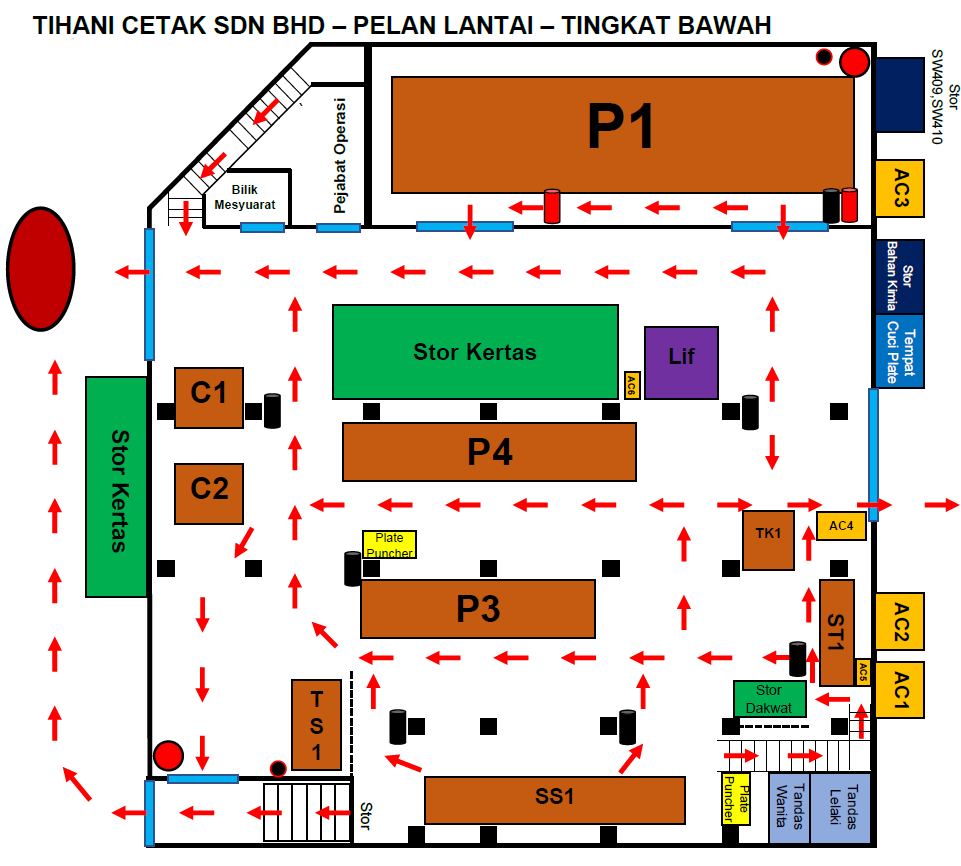 TIHANI CETAK SDN BHD – PELAN LANTAI – TINGKAT BAWAH
P1
Stor
SW409,SW410
Pejabat Operasi
Bilik
Mesyuarat
AC3
Stor
Bahan Kimia
Tempat
Cuci Plate
Stor Kertas
Lif
AC6
C1
Stor Kertas
P4
C2
TK1
AC4
Plate
Puncher
P3
ST1
AC2
AC5
AC1
Stor
Dakwat
T
S
1
SS1
Stor
Plate
Puncher
Tandas
Wanita
Tandas
Lelaki